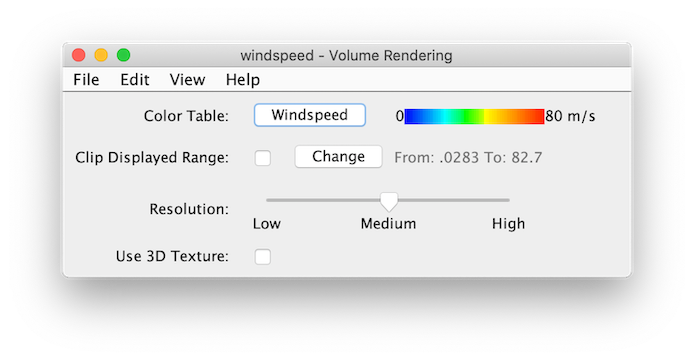 windspeed - Volume Rendering
File Edit View Help
Color Table: Windspeed 0 80 m/s
Clip Displayed Range: Change From: .0283 To: 82.7
Resolution:
Low Medium High
Use 3D Texture: